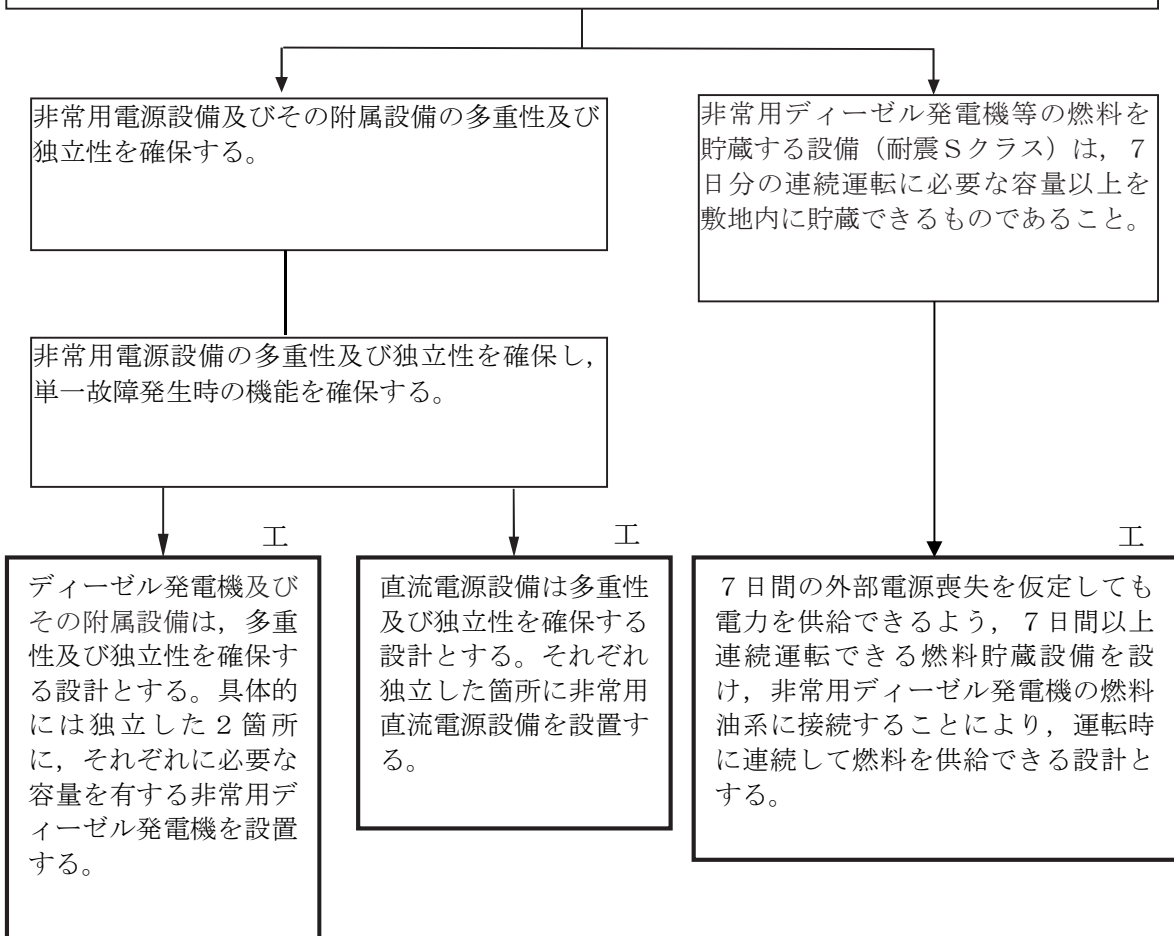 非常用電源設備及びその附属設備の多重性及び
独立性を確保する。
非常用ディーゼル発電機等の燃料を
貯蔵する設備（耐震Ｓクラス）は，７
日分の連続運転に必要な容量以上を
敷地内に貯蔵できるものであること。
非常用電源設備の多重性及び独立性を確保し，
単一故障発生時の機能を確保する。
工
ディーゼル発電機及び
その附属設備は，多重
性及び独立性を確保す
る設計とする。具体的
には独立した２箇所
に，それぞれに必要な
容量を有する非常用デ
ィーゼル発電機を設置
する。
工
直流電源設備は多重性
及び独立性を確保する
設計とする。それぞれ
独立した箇所に非常用
直流電源設備を設置す
る。
工
７日間の外部電源喪失を仮定しても
電力を供給できるよう，７日間以上
連続運転できる燃料貯蔵設備を設
け，非常用ディーゼル発電機の燃料
油系に接続することにより，運転時
に連続して燃料を供給できる設計と
する。